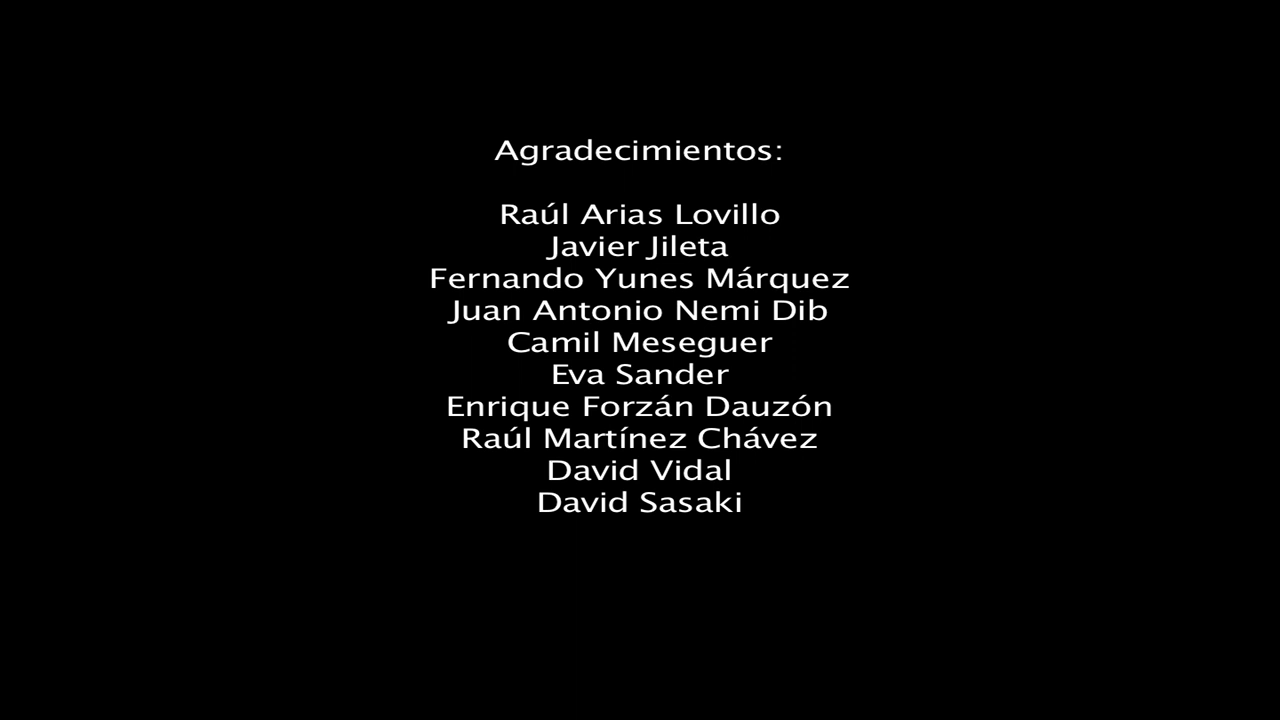 Agradecimientos:
Raúl Arias Lovillo
Javier Jileta
Fernando Yunes Márquez
Juan Antonio Nemi Dib
Camil Meseguer
Eva Sander
Enrique Forzán Dauzón
Raúl Martínez Chávez
David Vidal
David Sasaki